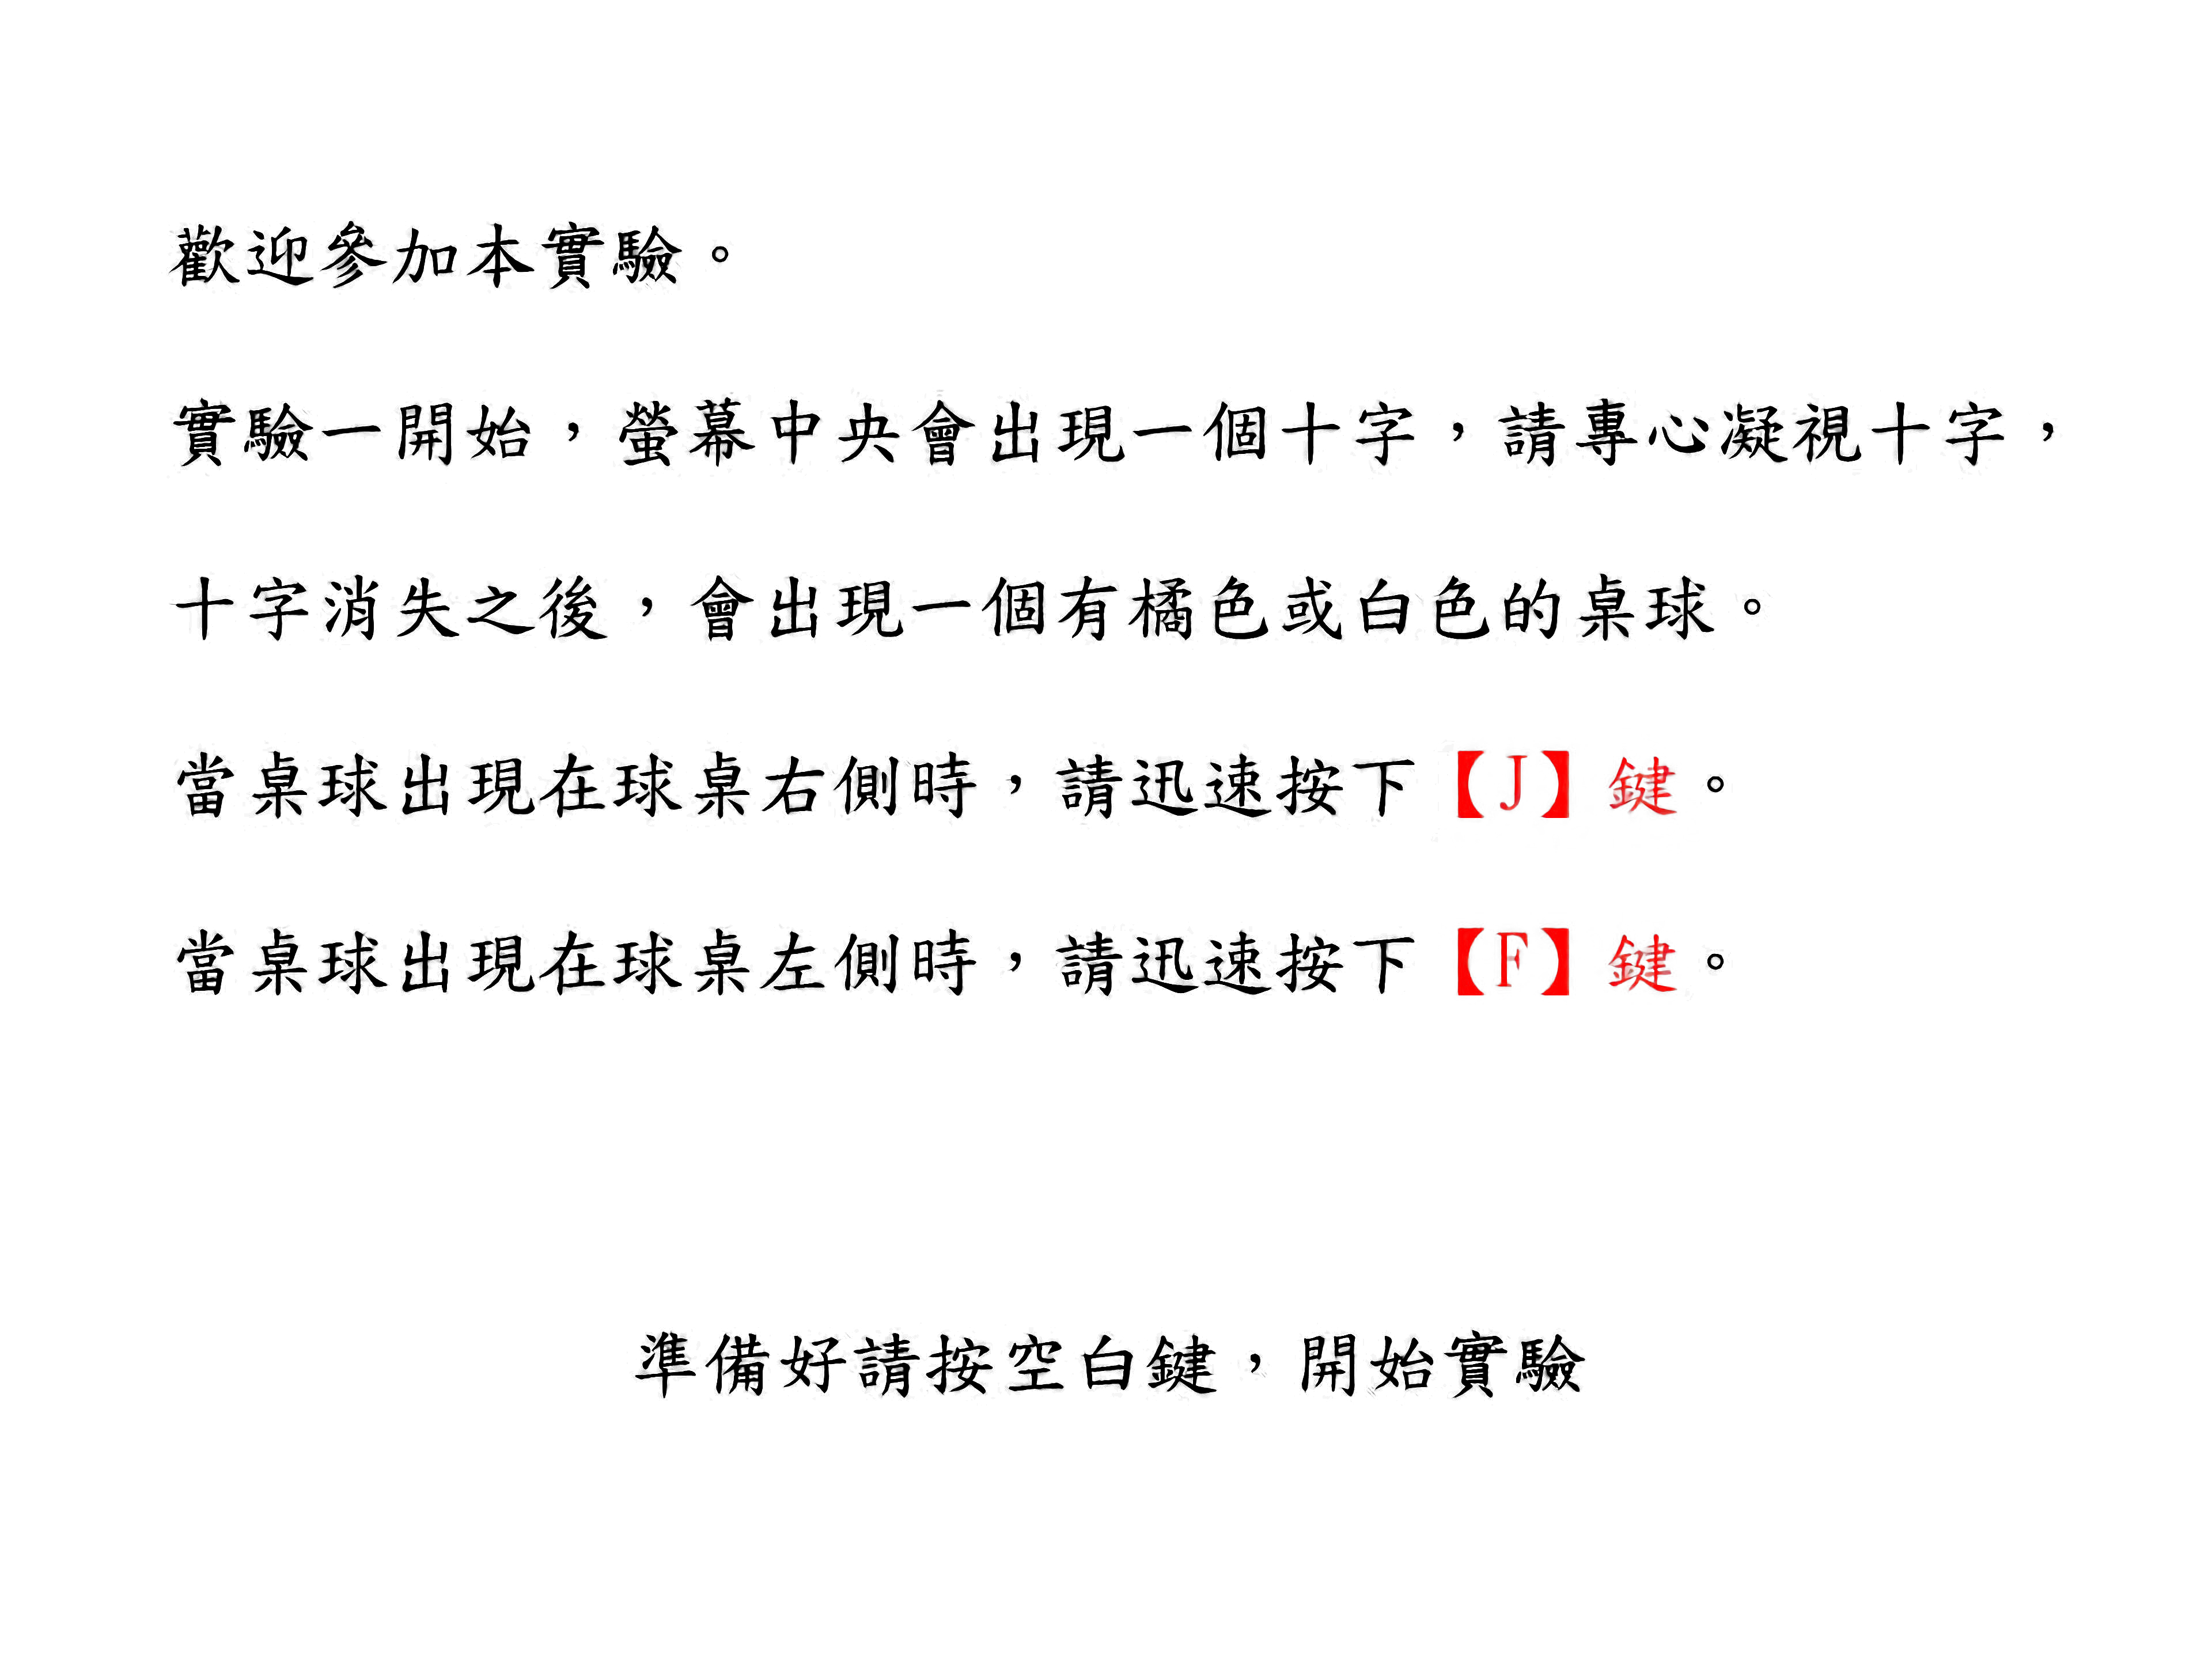 歡迎參加本實驗。
實驗一開始，螢幕中央會出現一個十字，請專心凝視十字，
十字消失之後，會出現一個有橘色或白色的桌球。
當桌球出現在球桌右側時，請迅速按下【J】鍵。
當桌球出現在球桌左側時，請迅速按下【F】鍵。
準備好請按空白鍵，開始實驗